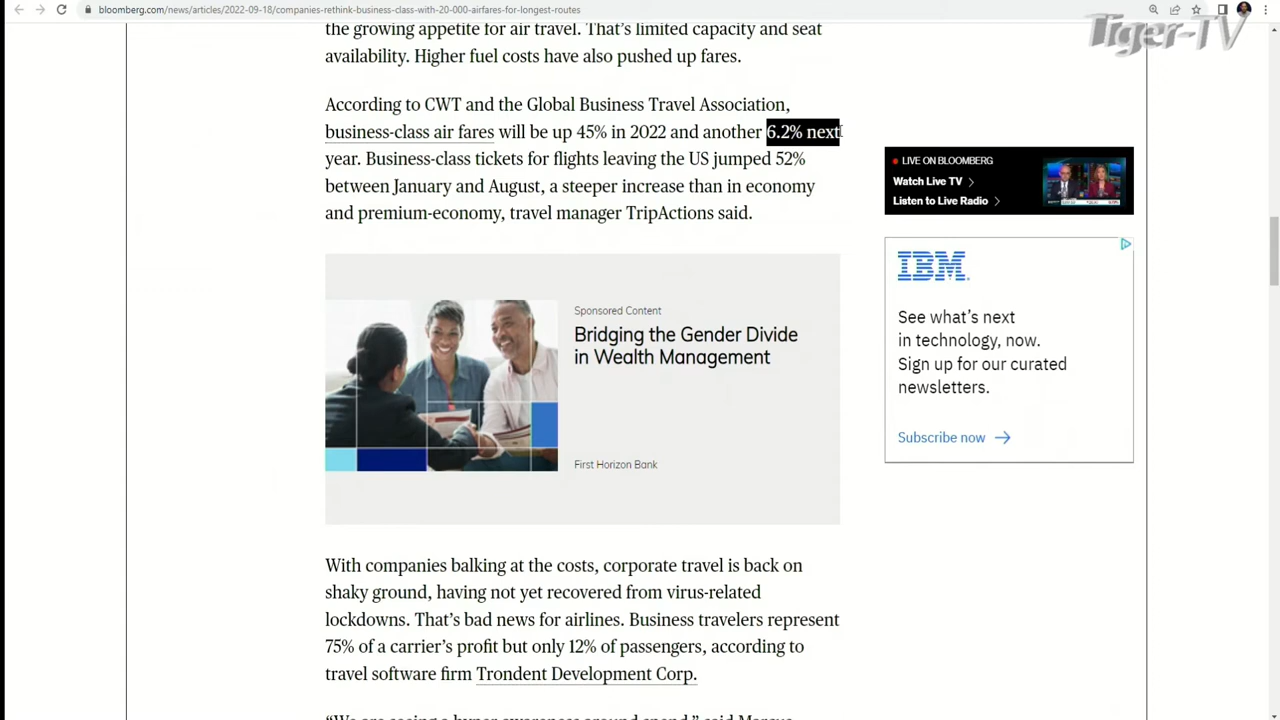 bloomberg.com/news/articles/2022-09-18/companies-rethink-business-class-with-20-000-airfares-for-longest-routes
Tiger-TV
the growing appetite for air travel. That’s limited capacity and seat
availability. Higher fuel costs have also pushed up fares.
According to CWT and the Global Business Travel Association,
business-class air fares will be up 45% in 2022 and another 6.2% next
year. Business-class tickets for flights leaving the US jumped 52%
between January and August, a steeper increase than in economy
and premium-economy, travel manager TripActions said.
LIVE ON BLOOMBERG
Watch Live TV >
Listen to Live Radio >
IBM
See what’s next
in technology, now.
Sign up for our curated
newsletters.
Subscribe now →
Sponsored Content
Bridging the Gender Divide
in Wealth Management
First Horizon Bank
With companies balking at the costs, corporate travel is back on
shaky ground, having not yet recovered from virus-related
lockdowns. That’s bad news for airlines. Business travelers represent
75% of a carrier’s profit but only 12% of passengers, according to
travel software firm Trondent Development Corp.
“We are seeing a hyper awareness around spend,” said Marcus